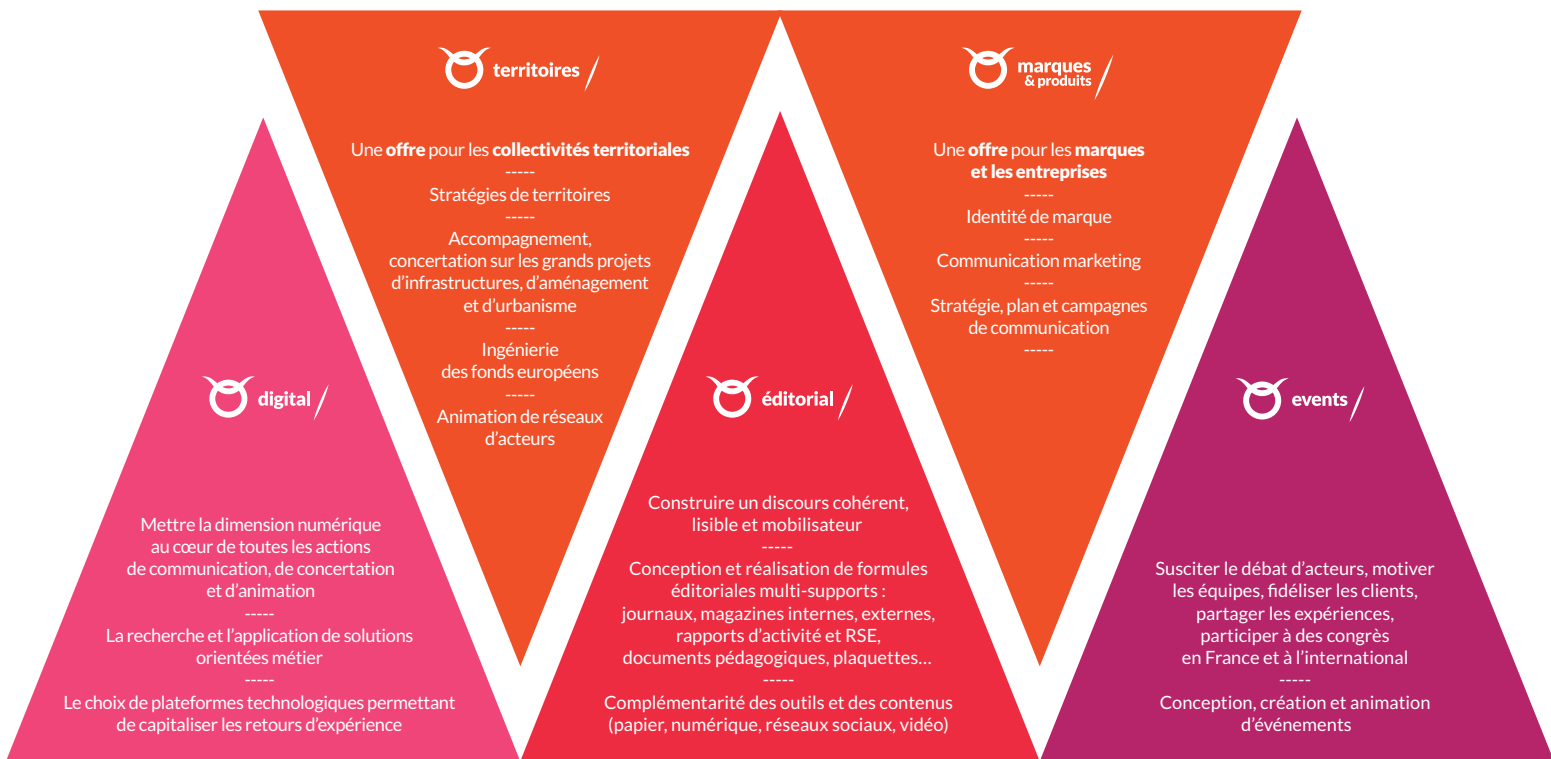 territoires
Une offre pour les collectivités territoriales
-----
Stratégies de territoires
-----
Accompagnement,
concertation sur les grands projets
d'infrastructures, d'aménagement
et d'urbanisme
-----
Ingénierie
des fonds européens
-----
Animation de réseaux
d'acteurs
marques
& produits
Une offre pour les marques
et les entreprises
-----
Identité de marque
-----
Communication marketing
-----
Stratégie, plan et campagnes
de communication
-----
digital
Mettre la dimension numérique
au cœur de toutes les actions
de communication, de concertation
et d'animation
-----
La recherche et l'application de solutions
orientées métier
-----
Le choix de plateformes technologiques permettant
de capitaliser les retours d'expérience
éditorial
Construire un discours cohérent,
lisible et mobilisateur
-----
Conception et réalisation de formules
éditoriales multi-supports :
journaux, magazines internes, externes,
rapports d'activité et RSE,
documents pédagogiques, plaquettes...
-----
Complémentarité des outils et des contenus
(papier, numérique, réseaux sociaux, vidéo)
events
Susciter le débat d'acteurs, motiver
les équipes, fidéliser les clients,
partager les expériences,
participer à des congrès
en France et à l'international
-----
Conception, création et animation
d'événements